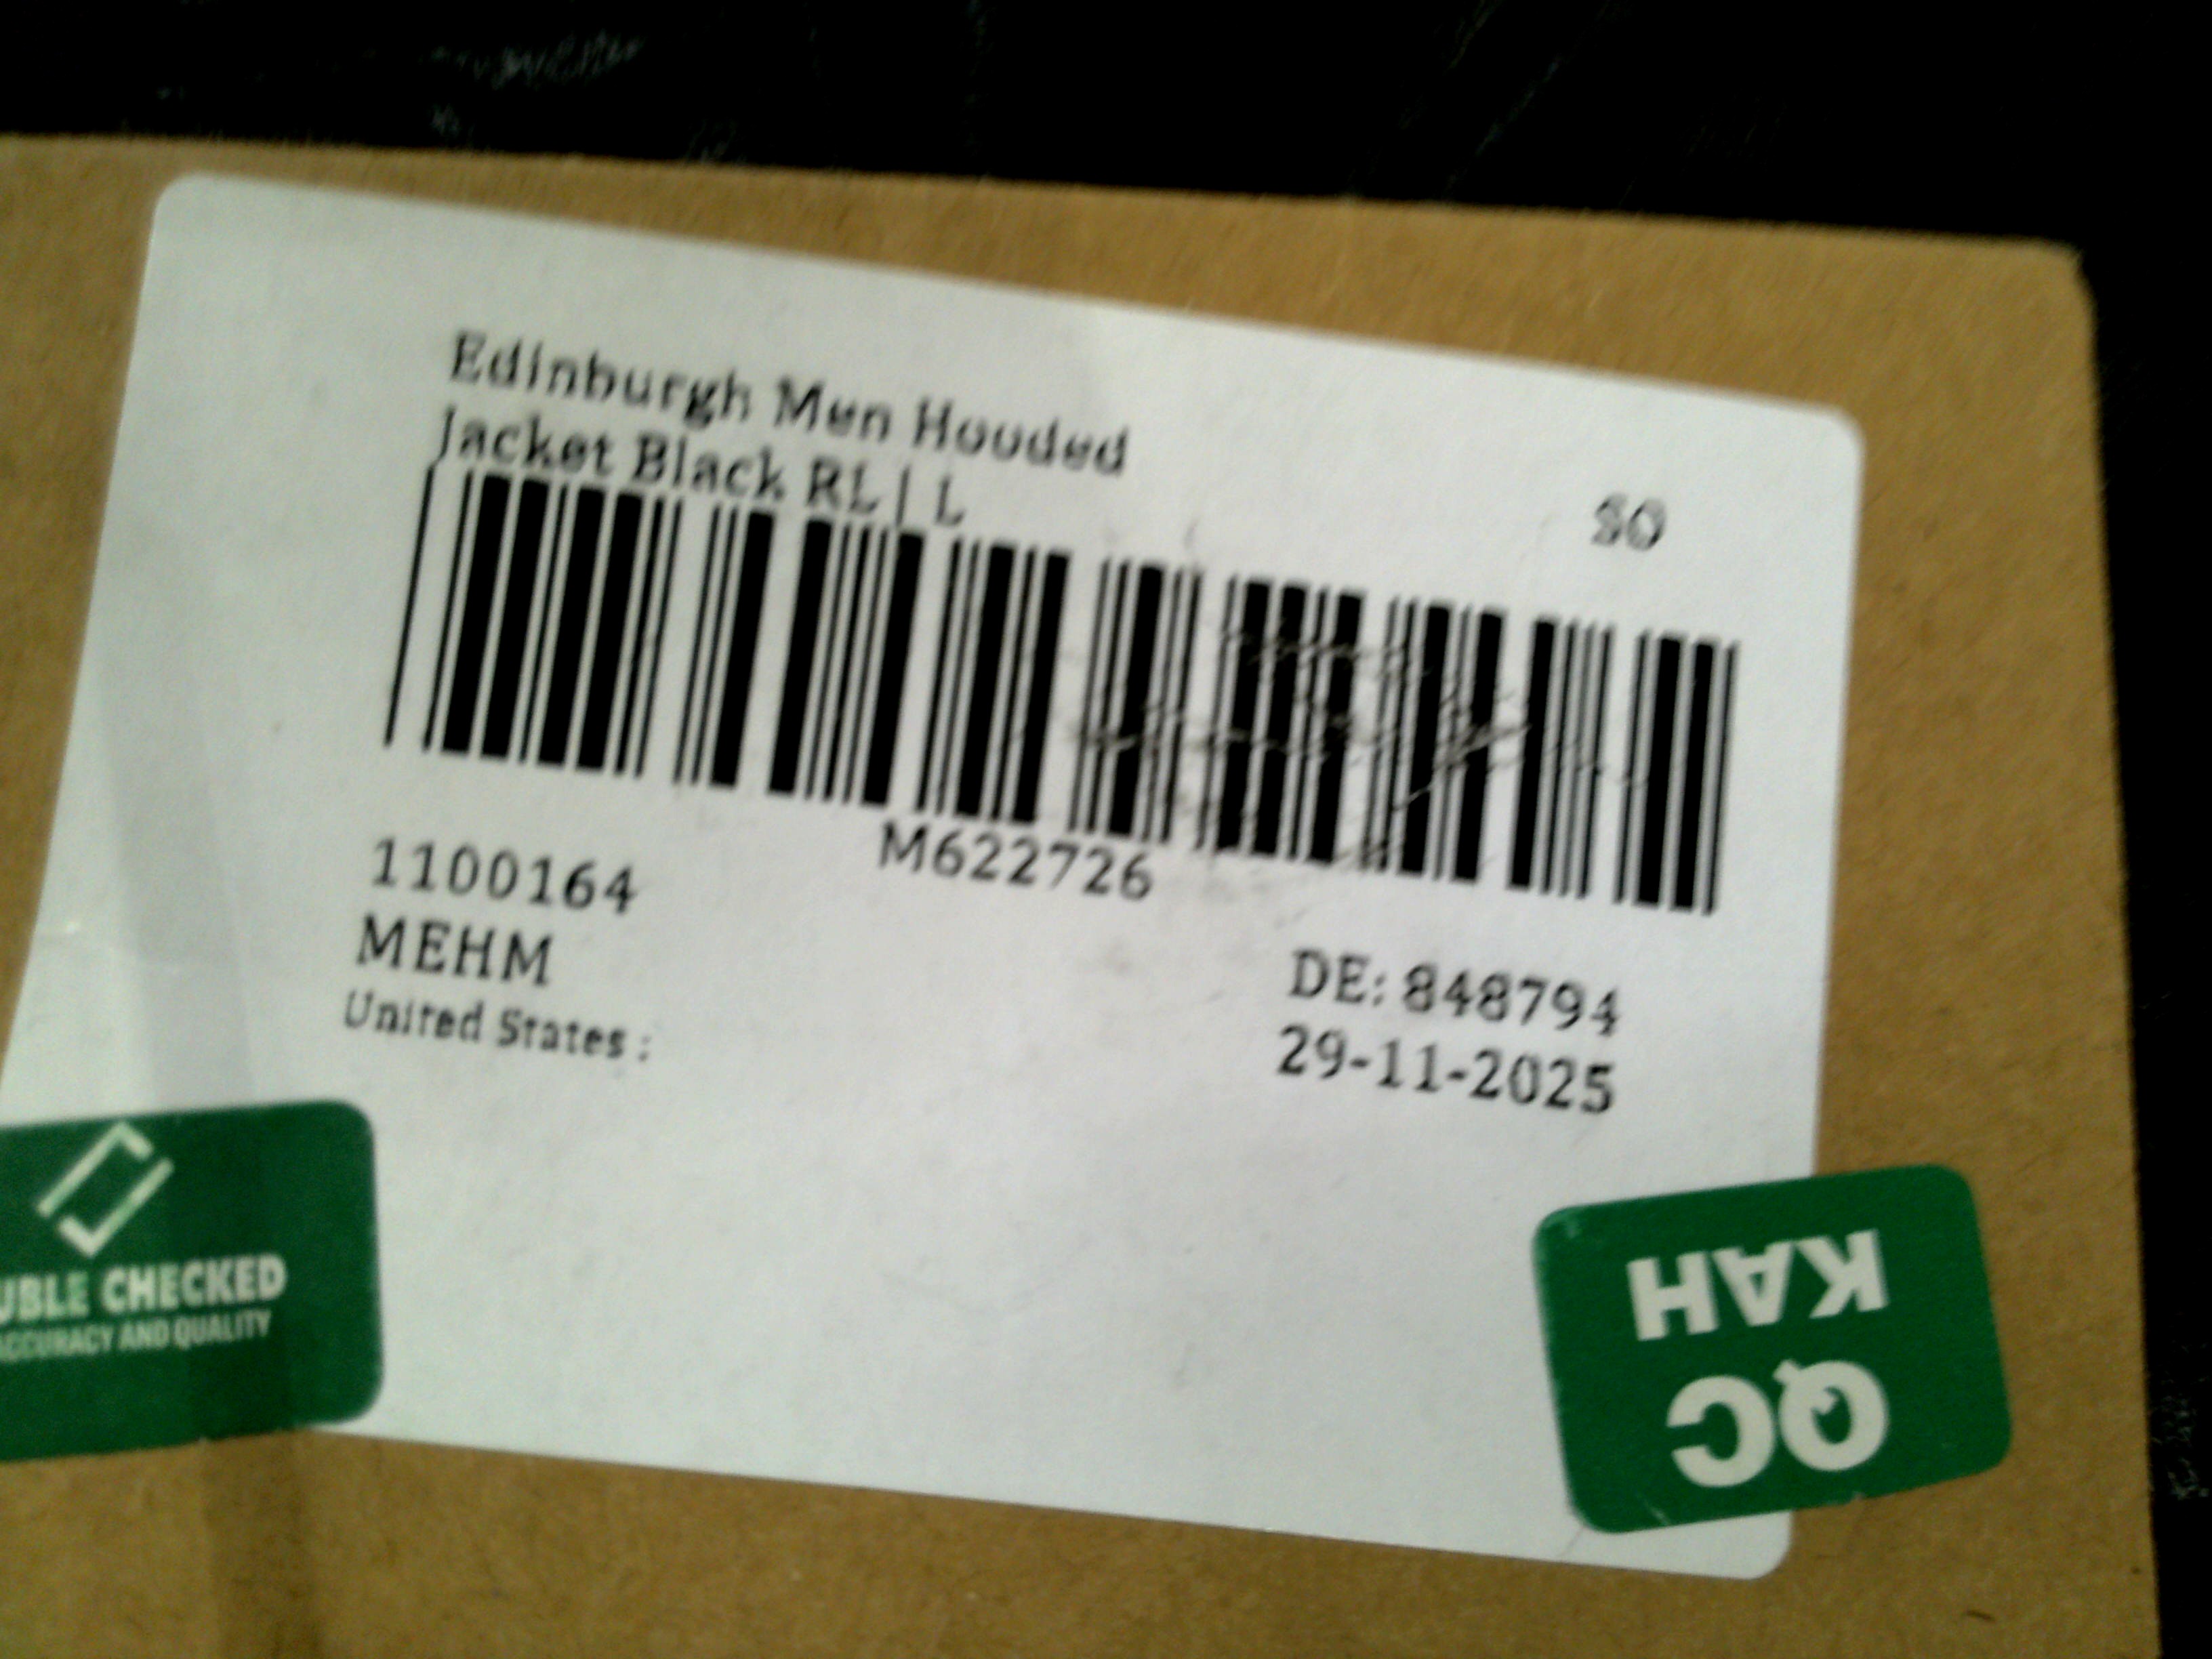 Edinburgh Men Hooded
Jacket Black RL | L
SO
M622726
1100164
MEHM
United States :
DE: 848794
29-11-2025
UBLE CHECKED
ACCURACY AND QUALITY
QC
KAH